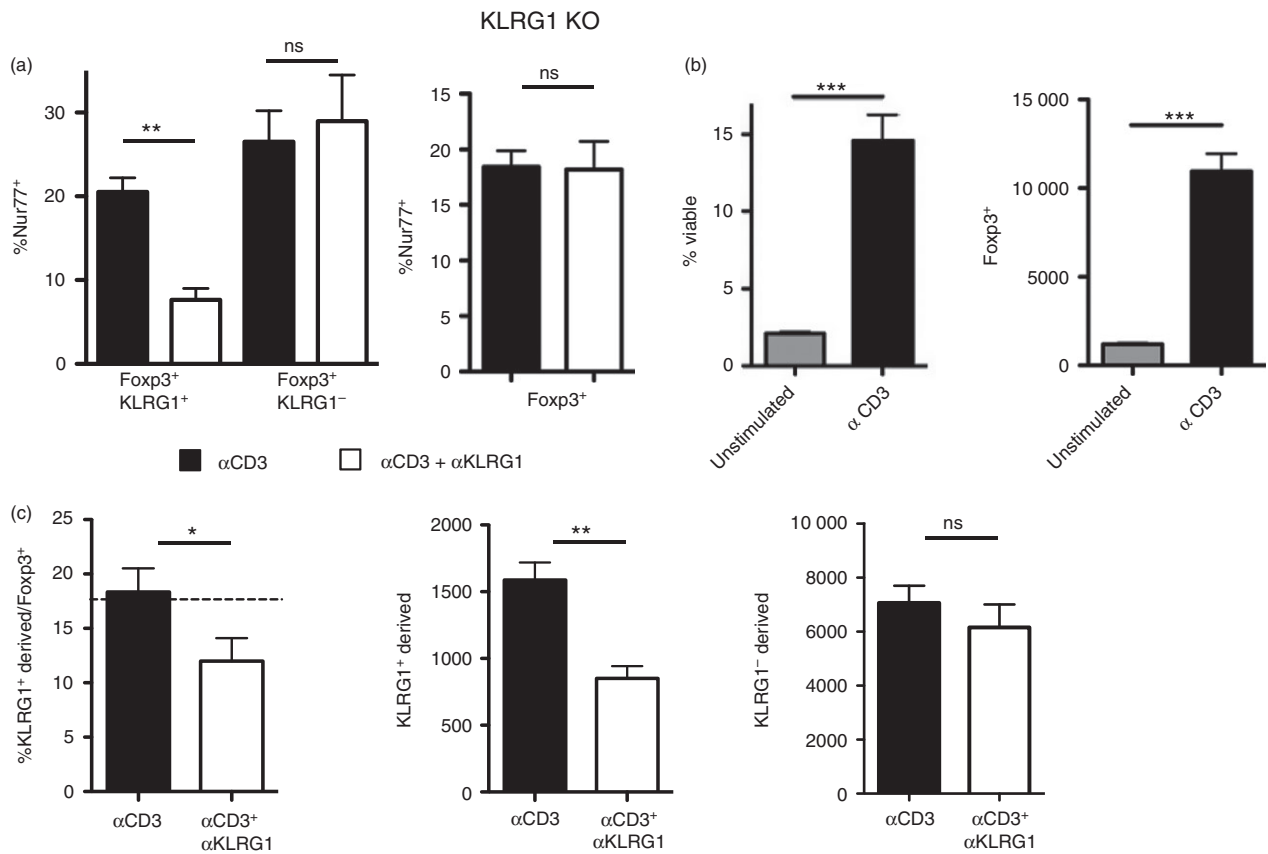 KLRG1 KO
(a)
ns
**
30
20
10
0
%Nur77⁺
Foxp3⁺
KLRG1⁺
Foxp3⁺
KLRG1⁻
ns
25
20
15
10
5
0
%Nur77⁺
Foxp3⁺
αCD3
αCD3 + αKLRG1
(b)
***
15
10
5
0
% viable
Unstimulated
α CD3
***
15 000
10 000
5000
0
Foxp3⁺
Unstimulated
α CD3
(c)
*
25
20
15
10
5
0
%KLRG1⁺ derived/Foxp3⁺
αCD3
αCD3⁺
αKLRG1
**
2000
1500
1000
500
0
KLRG1⁺ derived
αCD3
αCD3⁺
αKLRG1
ns
10 000
8000
6000
4000
2000
0
KLRG1⁻ derived
αCD3
αCD3⁺
αKLRG1